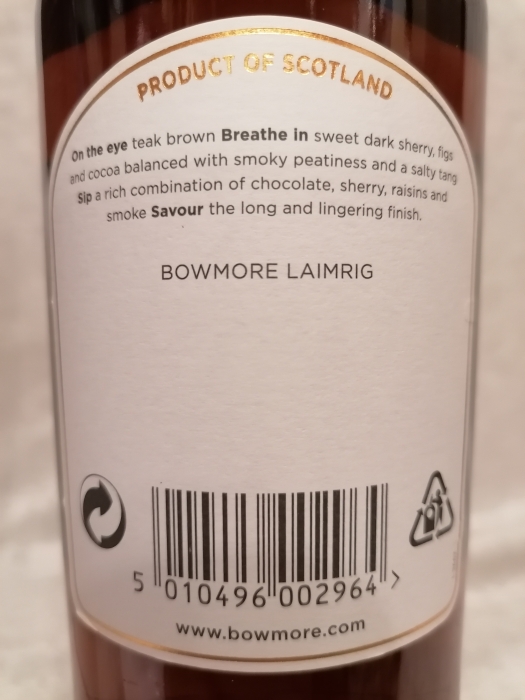 PRODUCT OF SCOTLAND
On the eye teak brown Breathe in sweet dark sherry, figs
and cocoa balanced with smoky peatiness and a salty tang
Sip a rich combination of chocolate, sherry, raisins and
smoke Savour the long and lingering finish.
BOWMORE LAIMRIG
5 010496 002964 >
www.bowmore.com